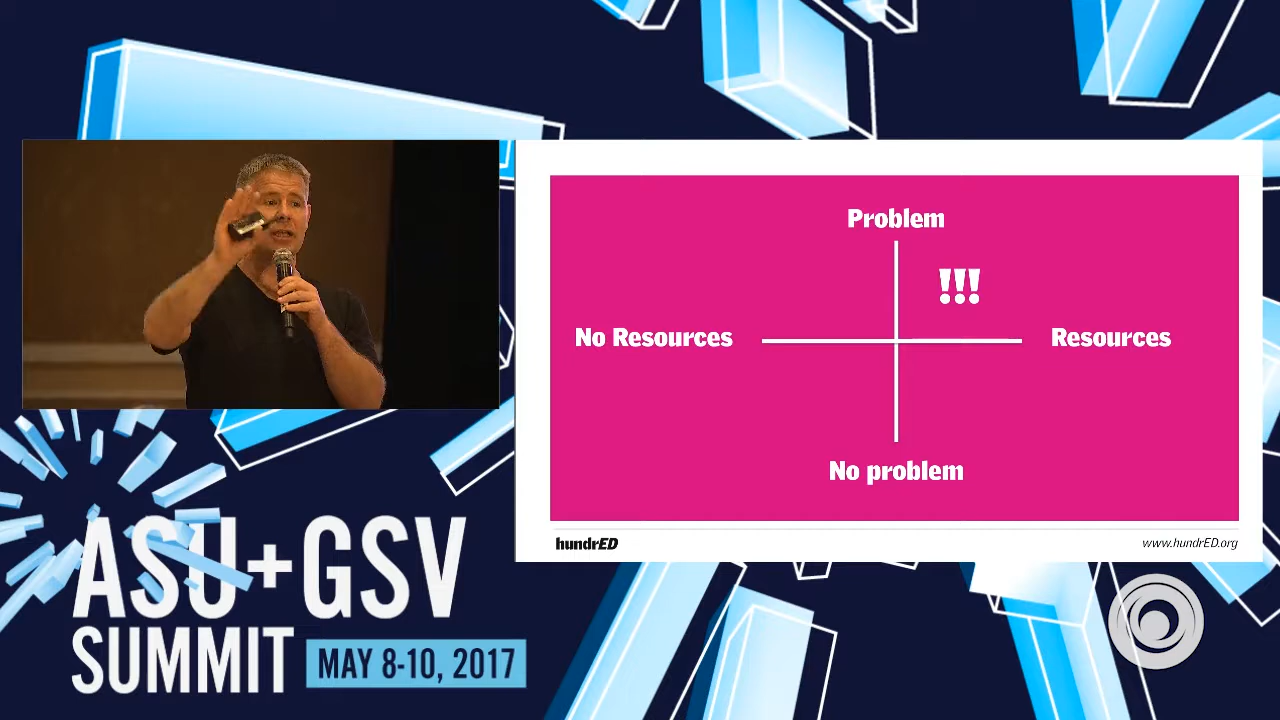 Problem
!!!
No Resources
Resources
No problem
hundrED
www.hundrED.org
ASU+GSV
SUMMIT
MAY 8-10, 2017